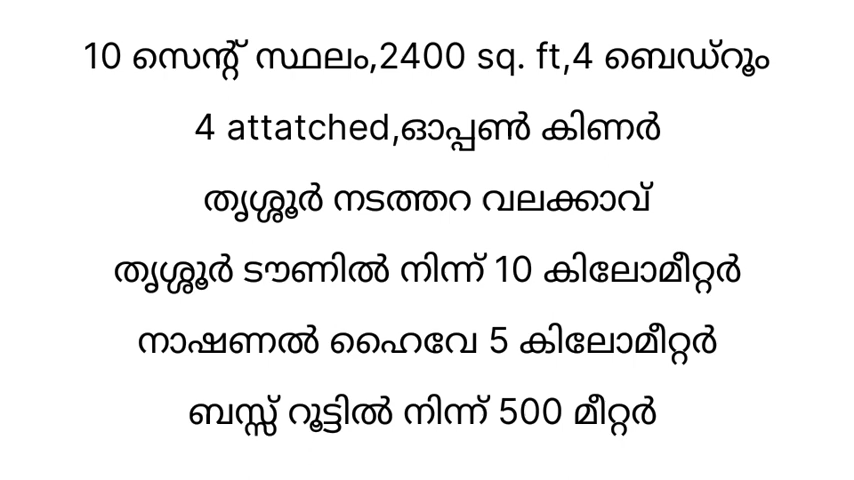 10 സെന്റ് സ്ഥലം,2400 sq. ft,4 ബെഡ്റൂം
4 attatched,ഓപ്പൺ കിണർ
തൃശ്ശൂർ നടത്തറ വലക്കാവ്
തൃശ്ശൂർ ടൗണിൽ നിന്ന് 10 കിലോമീറ്റർ
നാഷണൽ ഹൈവേ 5 കിലോമീറ്റർ
ബസ്സ് റൂട്ടിൽ നിന്ന് 500 മീറ്റർ